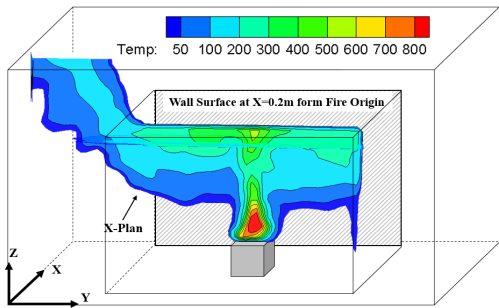 Temp: 50 100 200 300 400 500 600 700 800
Wall Surface at X=0.2m form Fire Origin
X-Plan
Z
X
Y